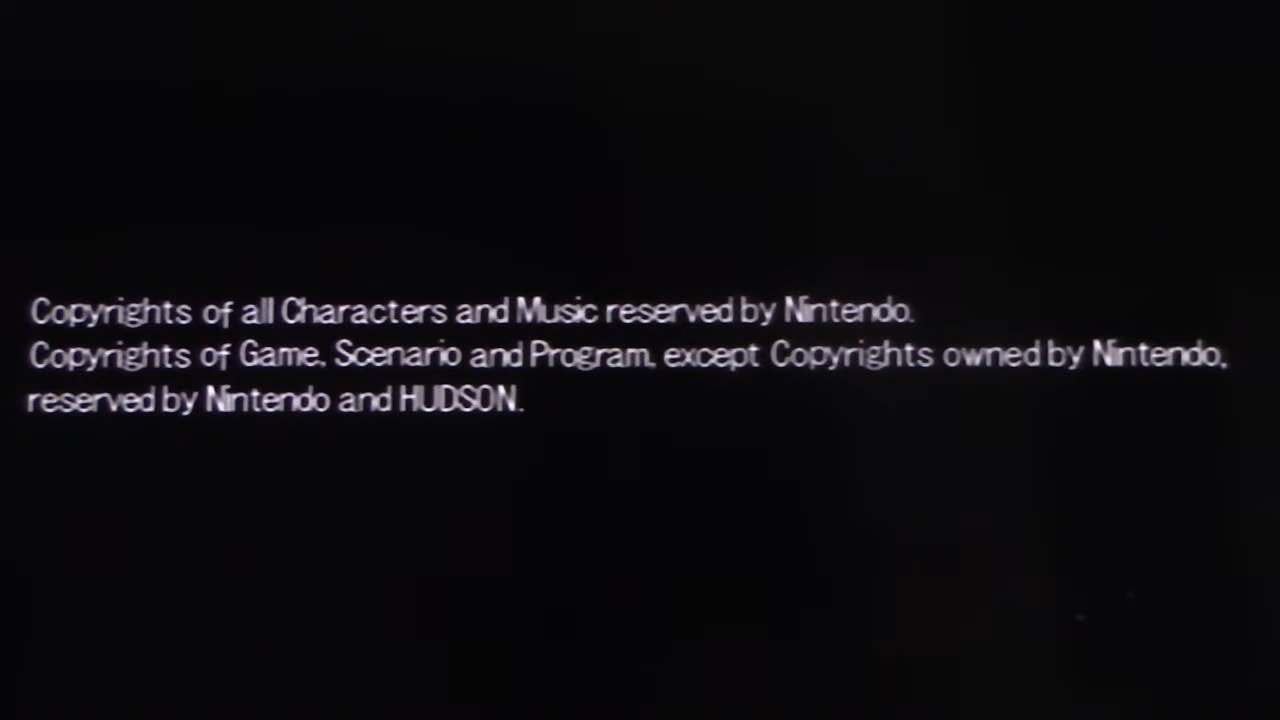 Copyrights of all Characters and Music reserved by Nintendo.
Copyrights of Game, Scenario and Program, except Copyrights owned by Nintendo,
reserved by Nintendo and HUDSON.